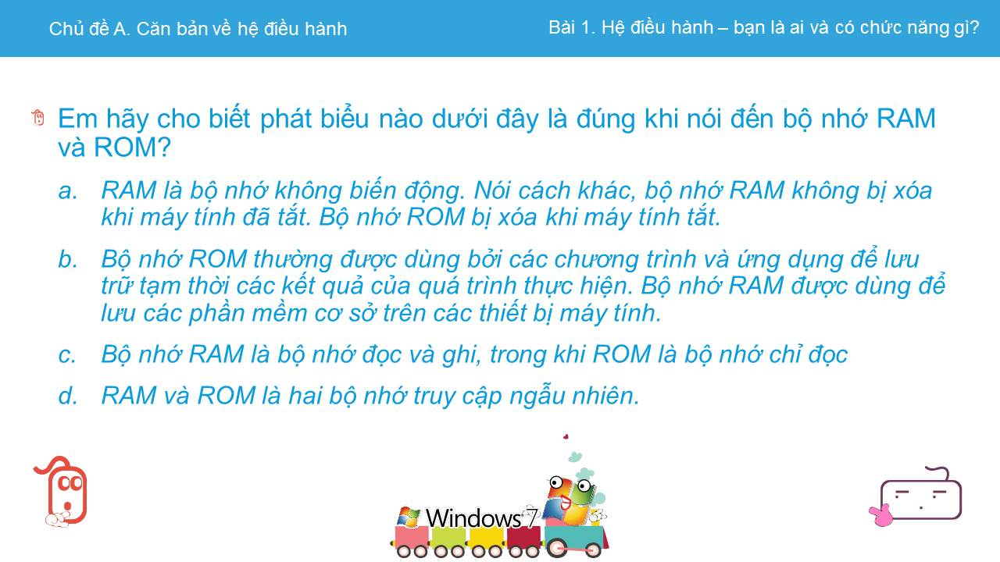 Chủ đề A. Căn bản về hệ điều hành
Bài 1. Hệ điều hành – bạn là ai và có chức năng gì?
Em hãy cho biết phát biểu nào dưới đây là đúng khi nói đến bộ nhớ RAM
và ROM?
a. RAM là bộ nhớ không biến động. Nói cách khác, bộ nhớ RAM không bị xóa
khi máy tính đã tắt. Bộ nhớ ROM bị xóa khi máy tính tắt.
b. Bộ nhớ ROM thường được dùng bởi các chương trình và ứng dụng để lưu
trữ tạm thời các kết quả của quá trình thực hiện. Bộ nhớ RAM được dùng để
lưu các phần mềm cơ sở trên các thiết bị máy tính.
c. Bộ nhớ RAM là bộ nhớ đọc và ghi, trong khi ROM là bộ nhớ chỉ đọc
d. RAM và ROM là hai bộ nhớ truy cập ngẫu nhiên.
Windows 7